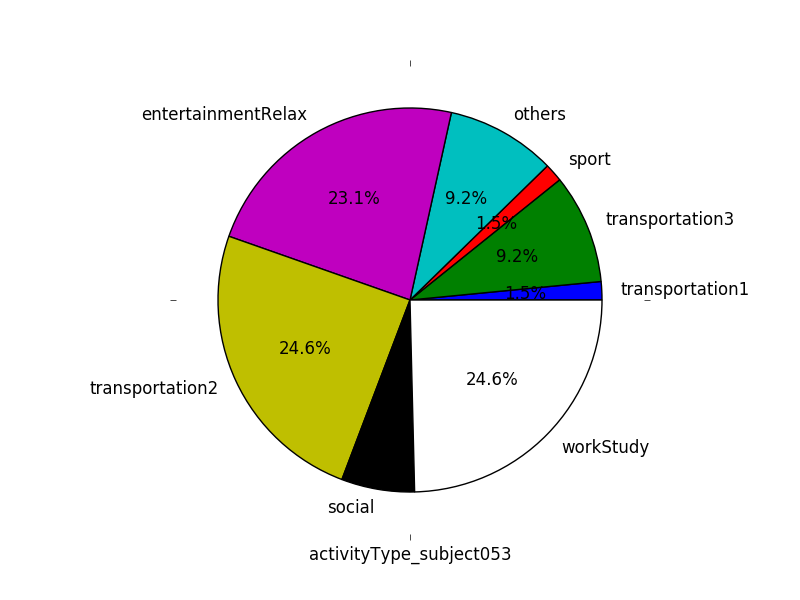 entertainmentRelax
others
sport
23.1%
9.2%
1.5%
transportation3
9.2%
1.5%
transportation1
24.6%
24.6%
transportation2
workStudy
social
activityType_subject053